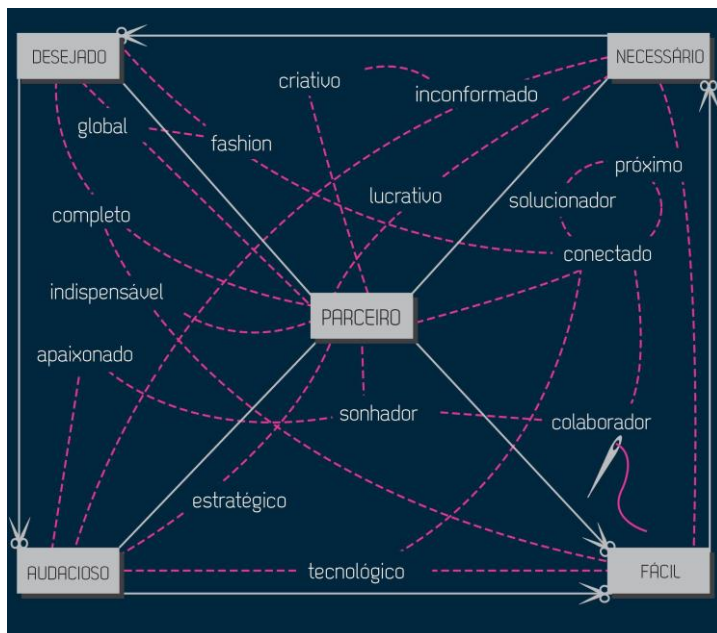 DESEJADO
NECESSÁRIO
criativo
inconformado
global
fashion
próximo
solucionador
lucrativo
completo
conectado
indispensável
PARCEIRO
apaixonado
sonhador
colaborador
estratégico
AUDACIOSO
tecnológico
FÁCIL